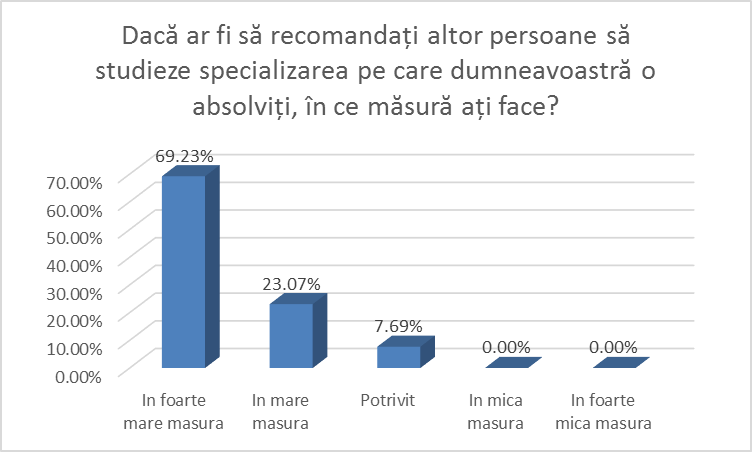 Dacă ar fi să recomandați altor persoane să
studieze specializarea pe care dumneavoastră o
absolviți, în ce măsură ați face?
69.23%
23.07%
7.69%
0.00%
0.00%
70.00%
60.00%
50.00%
40.00%
30.00%
20.00%
10.00%
0.00%
In foarte
mare masura
In mare
masura
Potrivit
In mica
masura
In foarte
mica masura